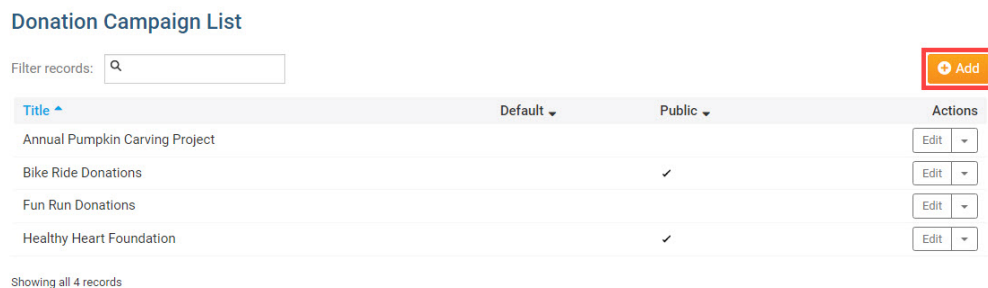 Donation Campaign List
Filter records:
Add
Title Default Public Actions
Annual Pumpkin Carving Project Edit
Bike Ride Donations Edit
Fun Run Donations Edit
Healthy Heart Foundation Edit
Showing all 4 records